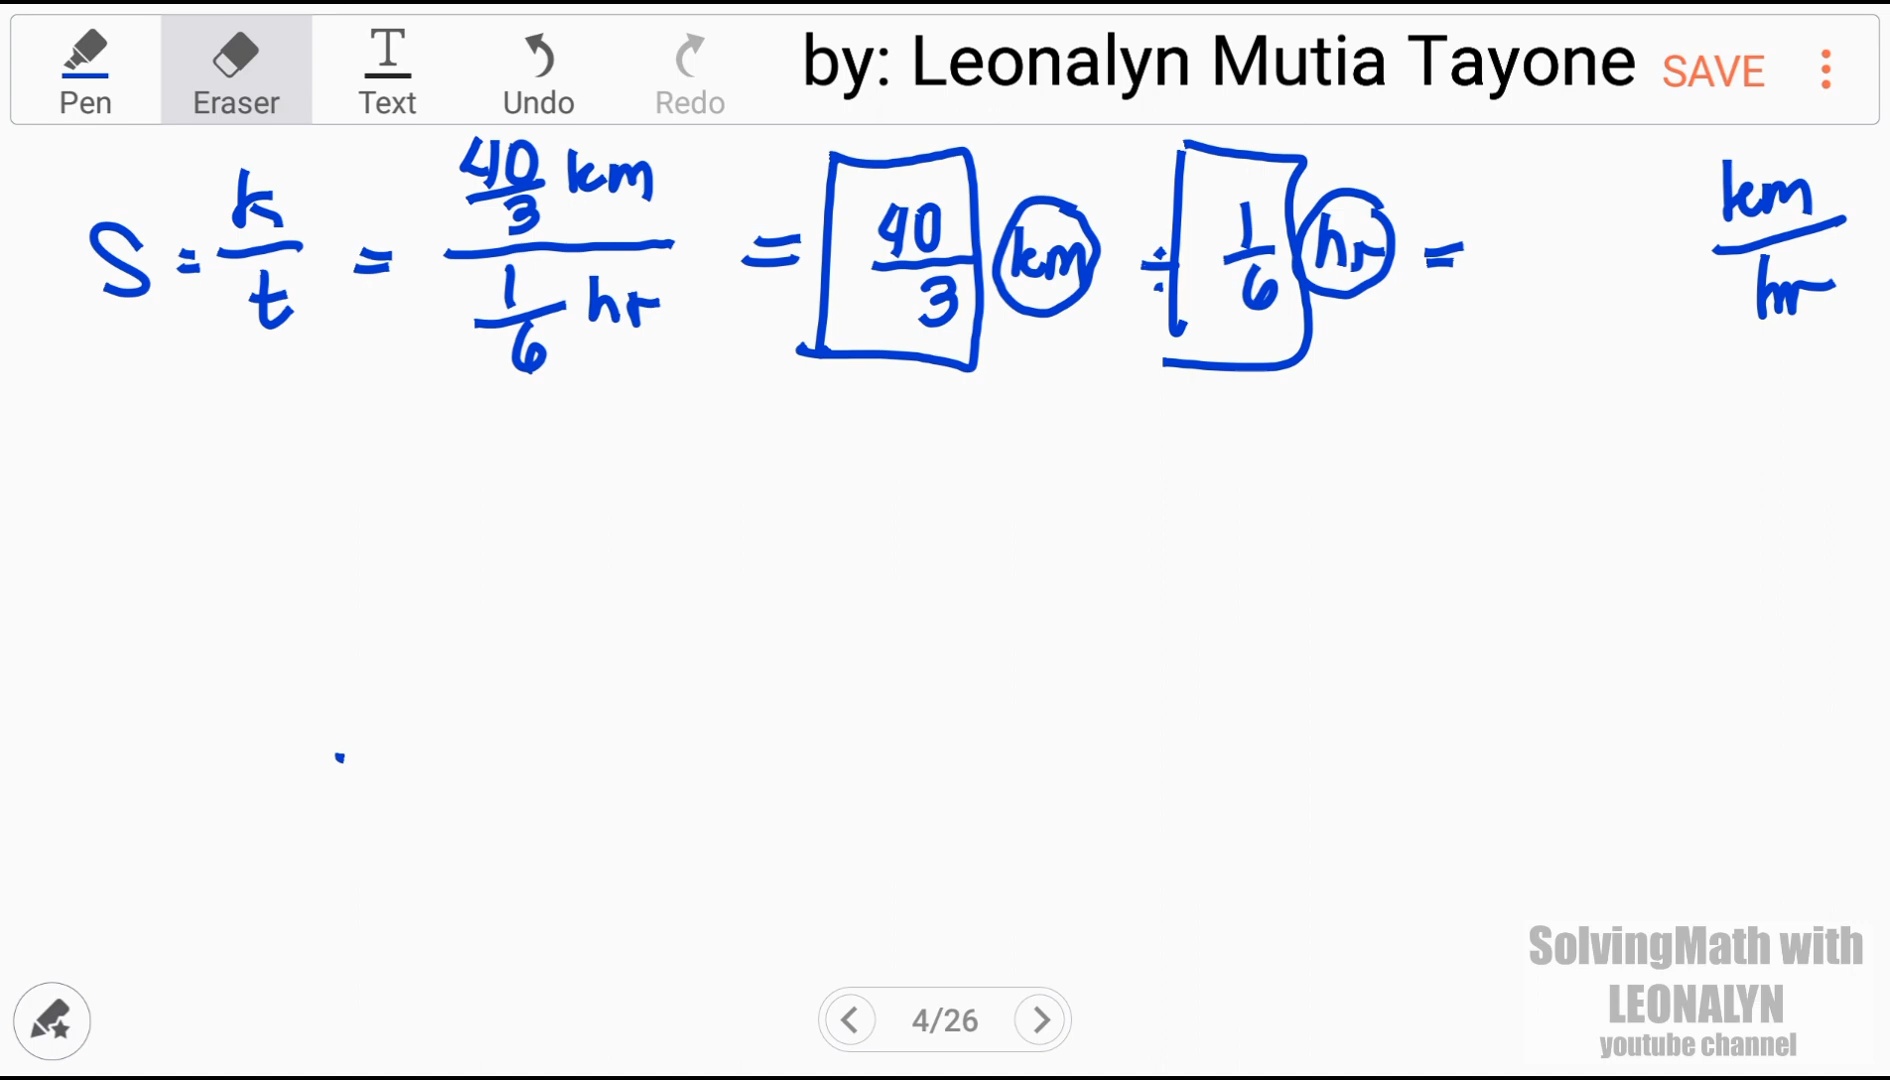 Pen Eraser Text Undo Redo by: Leonalyn Mutia Tayone SAVE
S = k/t = 40/3 km / 1/6 hr = 40/3 km ÷ 1/6 hr = km/hr
4/26
SolvingMath with
LEONALYN
youtube channel